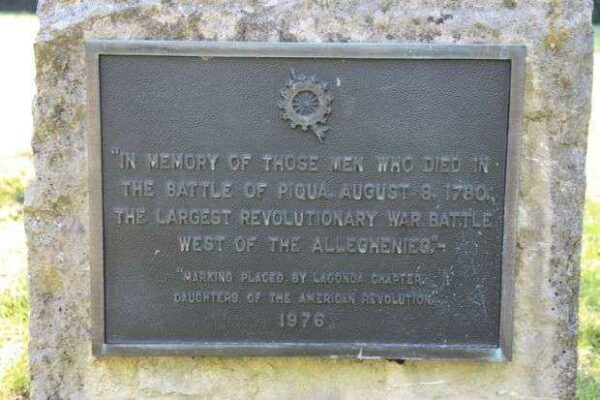 "IN MEMORY OF THOSE MEN WHO DIED IN
THE BATTLE OF PIQUA, AUGUST 8, 1780.
THE LARGEST REVOLUTIONARY WAR BATTLE
WEST OF THE ALLEGHENIES."
"MARKING PLACED BY LAGONDA CHAPTER,
DAUGHTERS OF THE AMERICAN REVOLUTION
1976